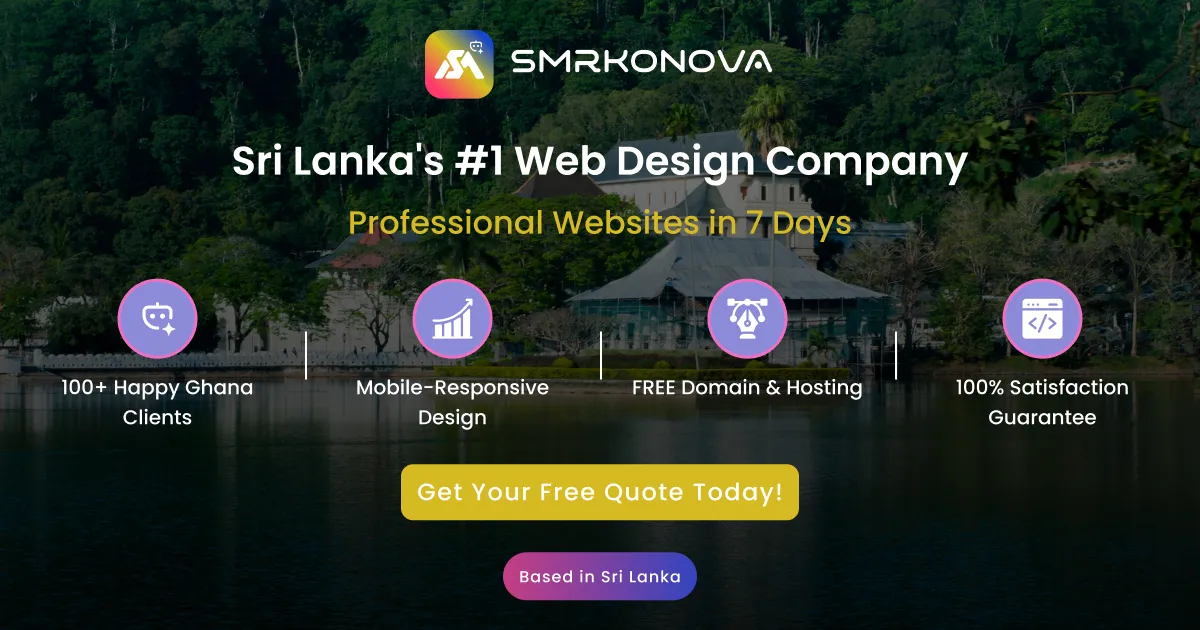 SMRKONOVA
Sri Lanka's #1 Web Design Company
Professional Websites in 7 Days
100+ Happy Ghana
Clients
Mobile-Responsive
Design
FREE Domain & Hosting
100% Satisfaction
Guarantee
Get Your Free Quote Today!
Based in Sri Lanka